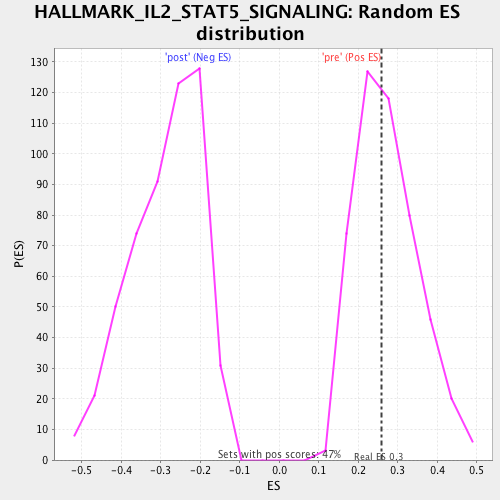 HALLMARK_IL2_STAT5_SIGNALING: Random ES
distribution
'post' (Neg ES)
'pre' (Pos ES)
130
120
110
100
90
80
70
60
50
40
30
20
10
0
P(ES)
Sets with pos scores: 47%
Real ES 0.3
-0.5 -0.4 -0.3 -0.2 -0.1 0.0 0.1 0.2 0.3 0.4 0.5
ES